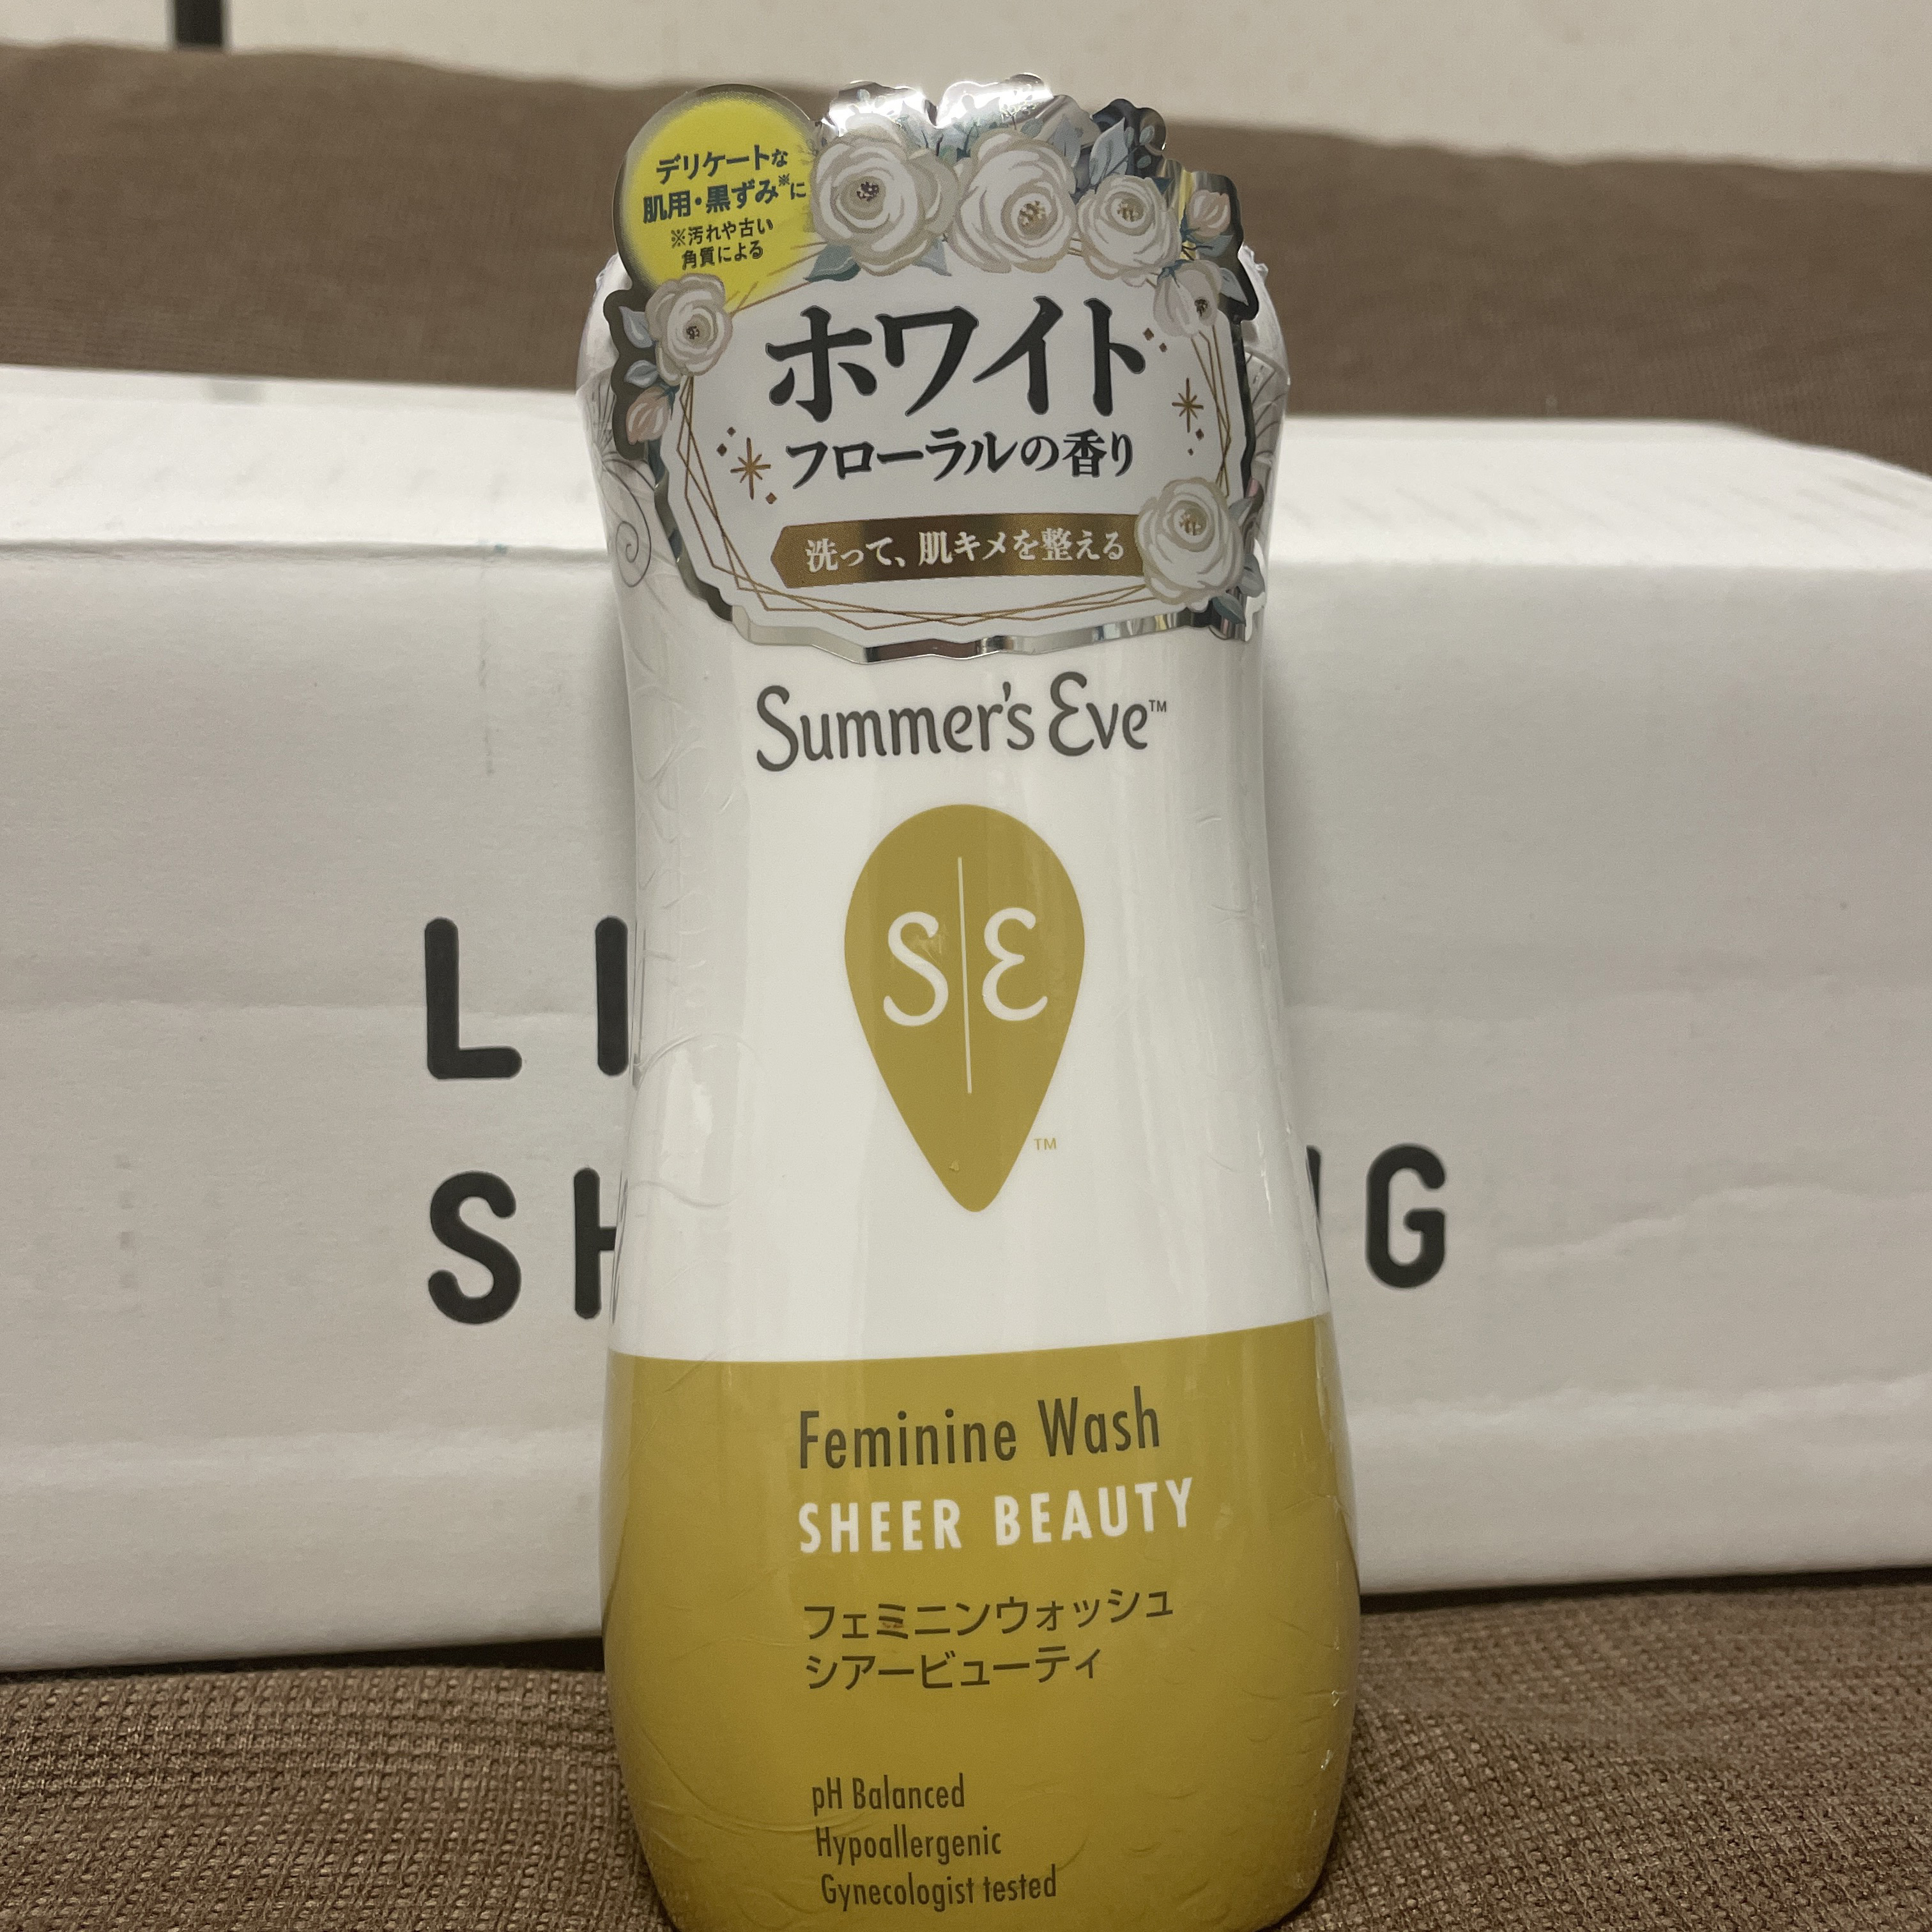 デリケートな
肌用・黒ずみ※に
※汚れや古い
角質による
ホワイト
フローラルの香り
洗って、肌キメを整える
Summer's Eve™
S|E
™
Feminine Wash
SHEER BEAUTY
フェミニンウォッシュ
シアービューティ
pH Balanced
Hypoallergenic
Gynecologist tested